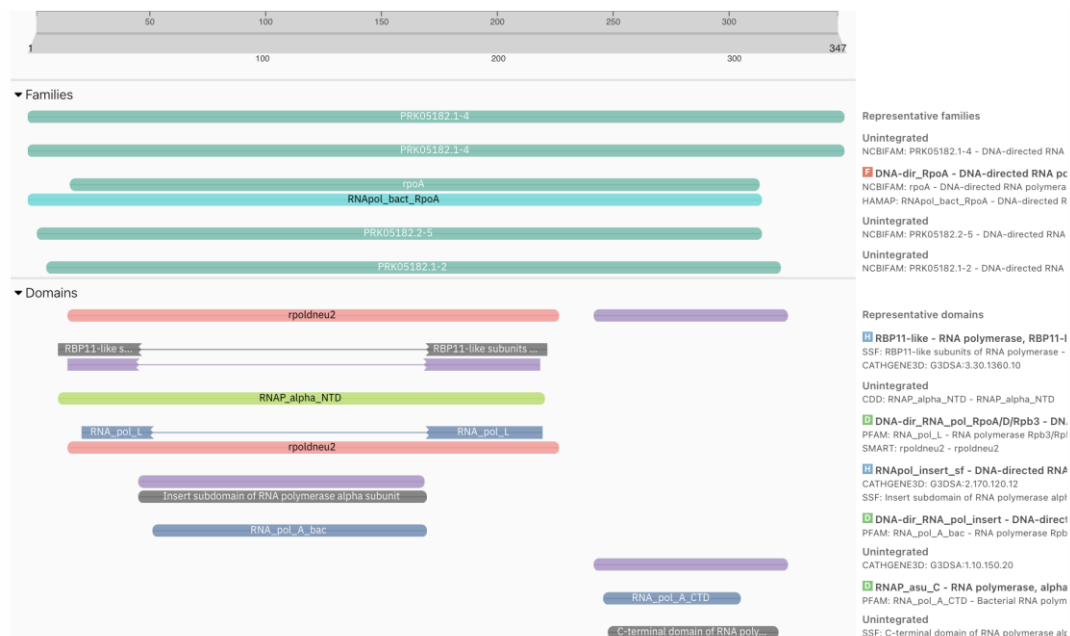 50 100 150 200 250 300
1 347
100 200 300
Families
PRK05182.1-4 Representative families
Unintegrated
PRK05182.1-4 NCBIFAM: PRK05182.1-4 - DNA-directed RNA
F DNA-dir_RpoA - DNA-directed RNA po
rpoA NCBIFAM: rpoA - DNA-directed RNA polymera
RNApol_bact_RpoA HAMAP: RNApol_bact_RpoA - DNA-directed R
Unintegrated
PRK05182.2-5 NCBIFAM: PRK05182.2-5 - DNA-directed RNA
Unintegrated
PRK05182.1-2 NCBIFAM: PRK05182.1-2 - DNA-directed RNA
Domains
rpoldneu2 Representative domains
H RBP11-like - RNA polymerase, RBP11-l
RBP11-like s... RBP11-like subunits ... SSF: RBP11-like subunits of RNA polymerase -
CATHGENE3D: G3DSA:3.30.1360.10
Unintegrated
RNAP_alpha_NTD CDD: RNAP_alpha_NTD - RNAP_alpha_NTD
D DNA-dir_RNA_pol_RpoA/D/Rpb3 - DN
RNA_pol_L RNA_pol_L PFAM: RNA_pol_L - RNA polymerase Rpb3/Rpl
rpoldneu2 SMART: rpoldneu2 - rpoldneu2
H RNApol_insert_sf - DNA-directed RNA
CATHGENE3D: G3DSA:2.170.120.12
Insert subdomain of RNA polymerase alpha subunit SSF: Insert subdomain of RNA polymerase alph
D DNA-dir_RNA_pol_insert - DNA-direct
RNA_pol_A_bac PFAM: RNA_pol_A_bac - RNA polymerase Rpb
Unintegrated
CATHGENE3D: G3DSA:1.10.150.20
D RNAP_asu_C - RNA polymerase, alpha
RNA_pol_A_CTD PFAM: RNA_pol_A_CTD - Bacterial RNA polym
Unintegrated
C-terminal domain of RNA poly... SSF: C-terminal domain of RNA polymerase alp